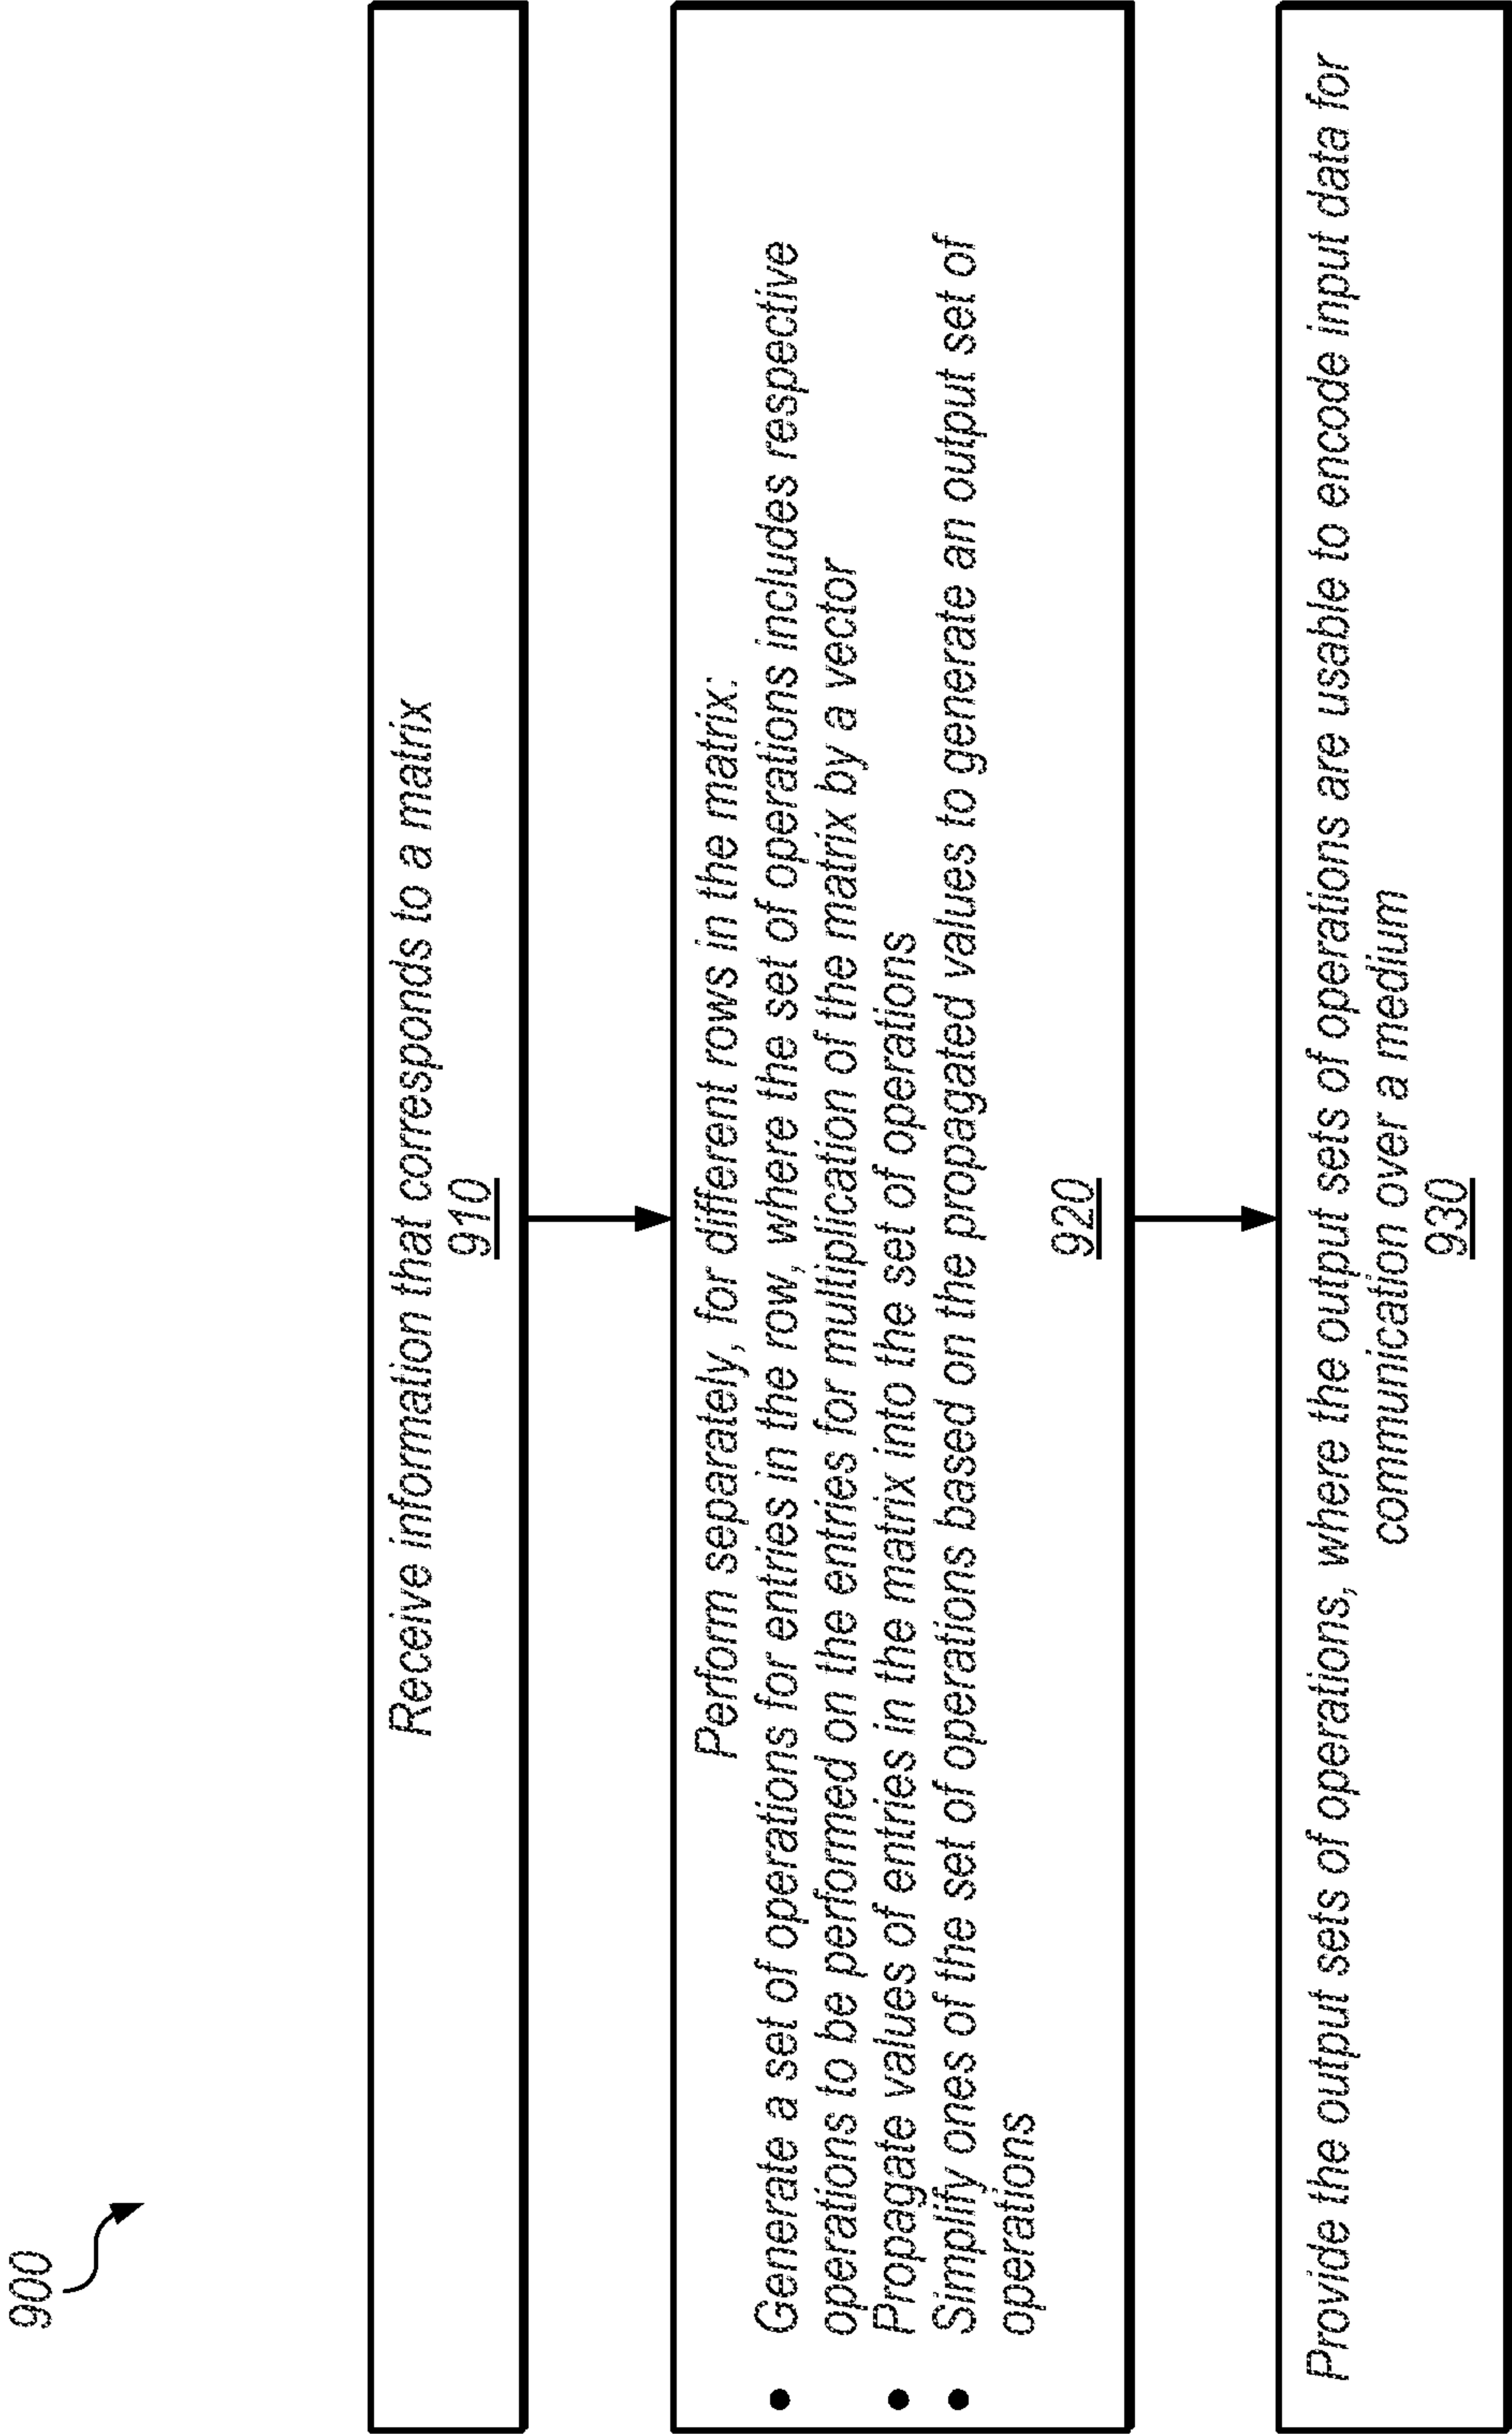 900
Receive information that corresponds to a matrix
910
Perform separately, for different rows in the matrix:
• Generate a set of operations for entries in the row, where the set of operations includes respective
operations to be performed on the entries for multiplication of the matrix by a vector
• Propagate values of entries in the matrix into the set of operations
• Simplify ones of the set of operations based on the propagated values to generate an output set of
operations
920
Provide the output sets of operations, where the output sets of operations are usable to encode input data for
communication over a medium
930